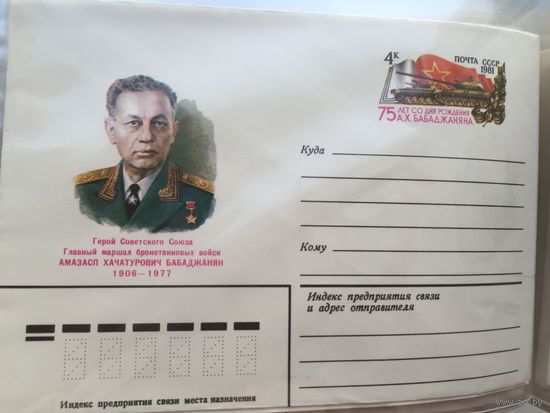 4к ПОЧТА СССР
1981
75 ЛЕТ СО ДНЯ РОЖДЕНИЯ
А.Х. БАБАДЖАНЯНА
Куда
Кому
Герой Советского Союза
Главный маршал бронетанковых войск
АМАЗАСП ХАЧАТУРОВИЧ БАБАДЖАНЯН
1906—1977
Индекс предприятия связи
и адрес отправителя
Индекс предприятия связи места назначения